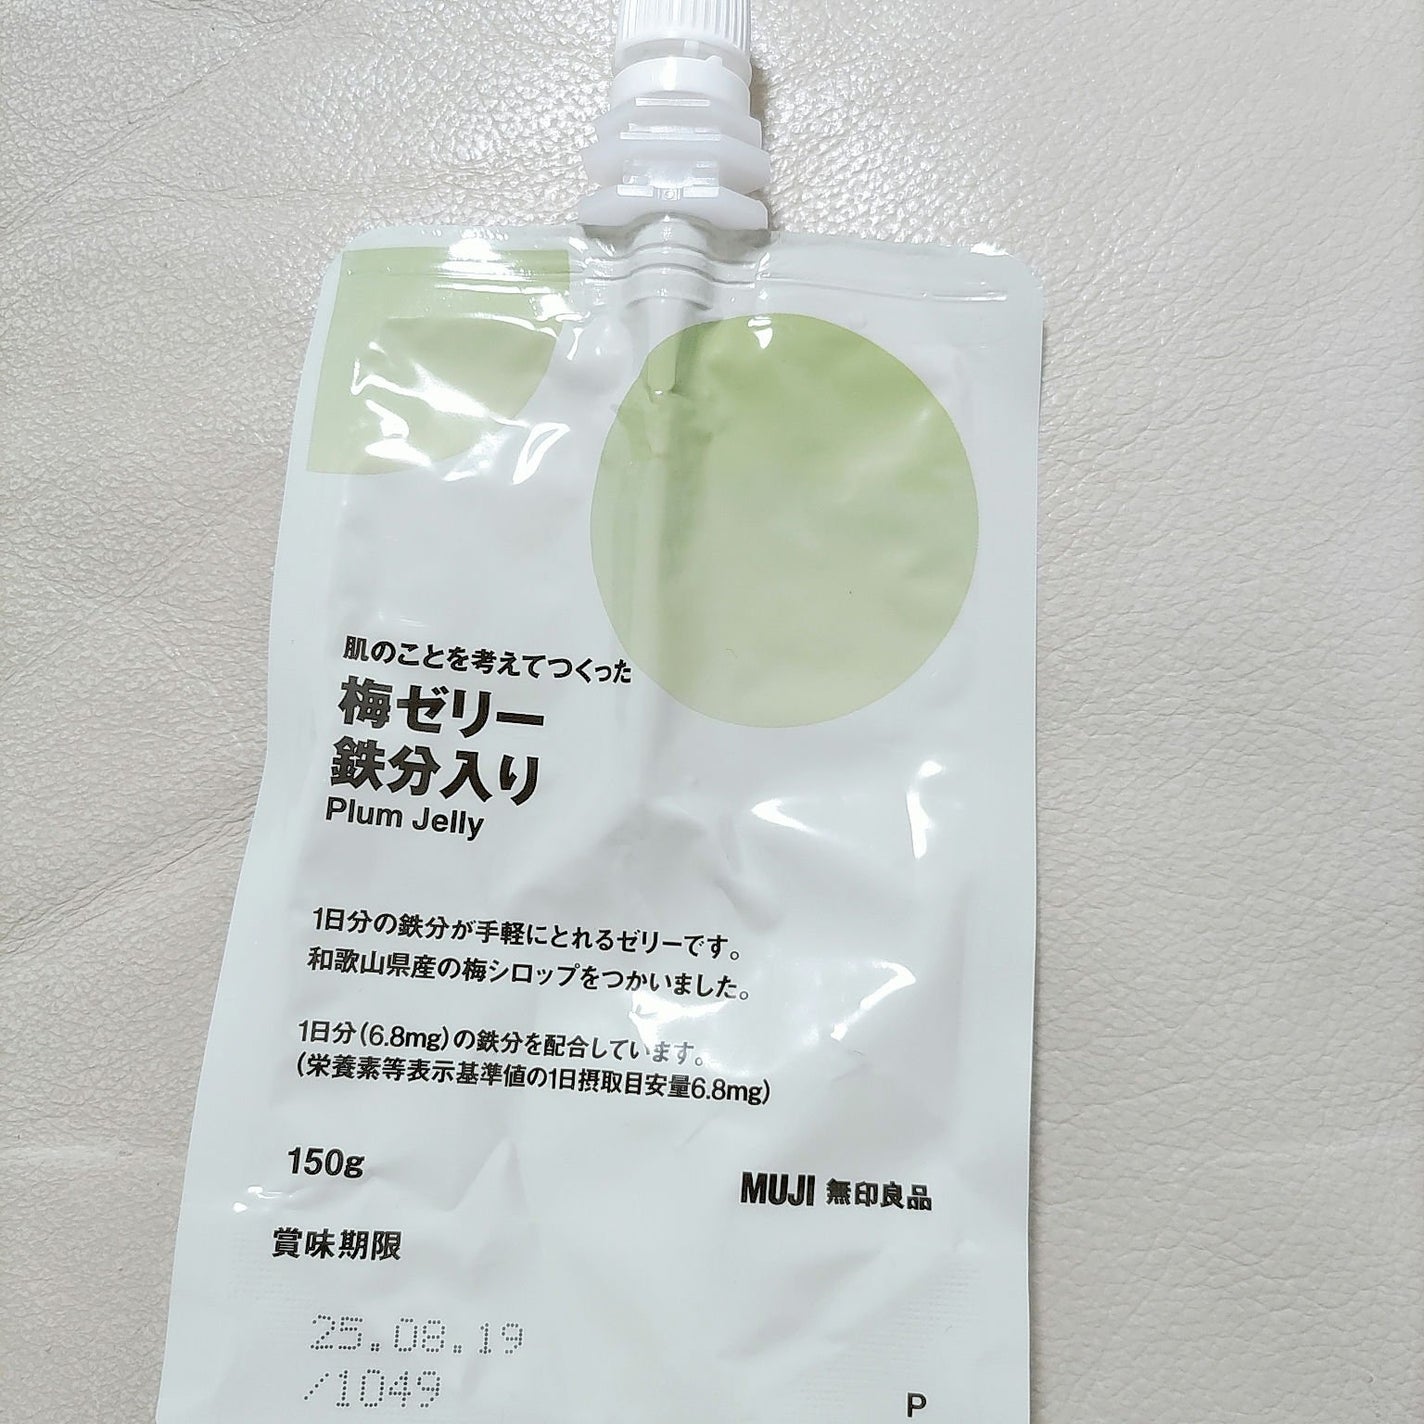 肌のことを考えてつくった
梅ゼリー
鉄分入り
Plum Jelly
1日分の鉄分が手軽にとれるゼリーです。
和歌山県産の梅シロップをつかいました。
1日分(6.8mg)の鉄分を配合しています。
(栄養素等表示基準値の1日摂取目安量6.8mg)
150g
MUJI 無印良品
賞味期限
25.08.19
/1049
P